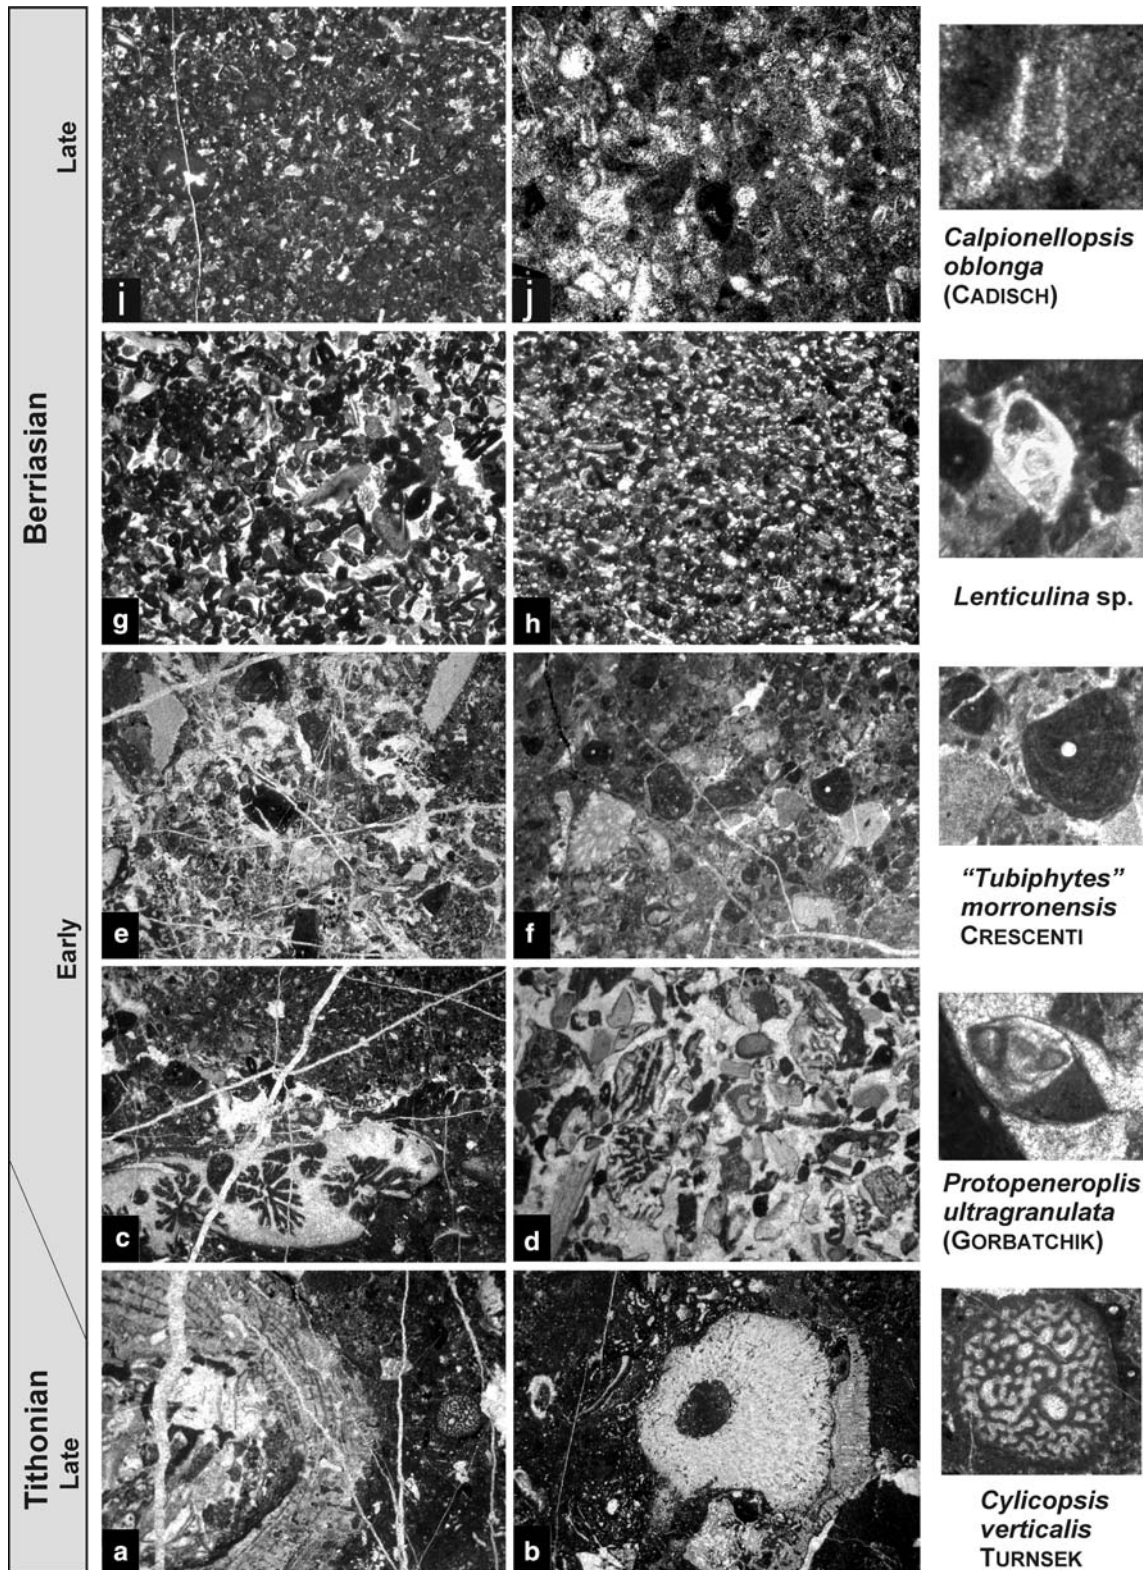 Late
Berriasian
Early
Tithonian
Late
i
j
Calpionellopsis
oblonga
(CADISCH)
g
h
Lenticulina sp.
e
f
“Tubiphytes”
morronensis
CRESCENTI
c
d
Protopeneroplis
ultragranulata
(GORBATCHIK)
a
b
Cylicopsis
verticalis
TURNSEK